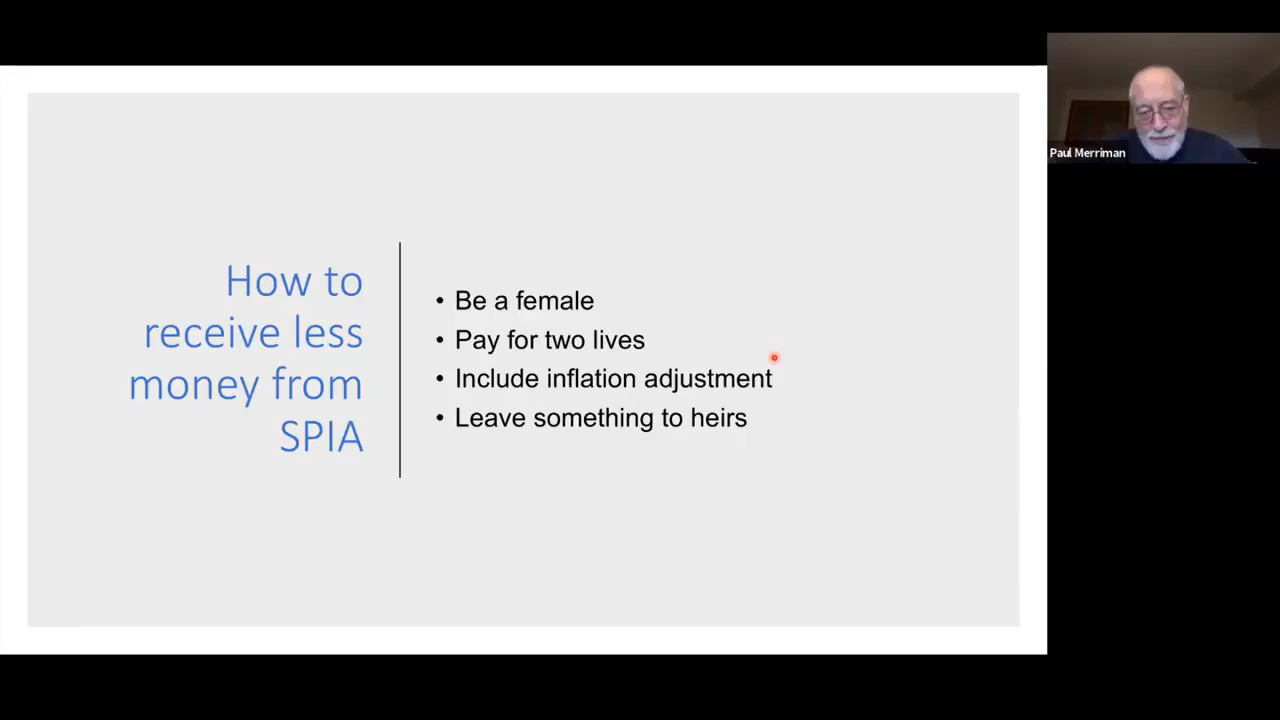 How to
receive less
money from
SPIA
• Be a female
• Pay for two lives
• Include inflation adjustment
• Leave something to heirs
Paul Merriman